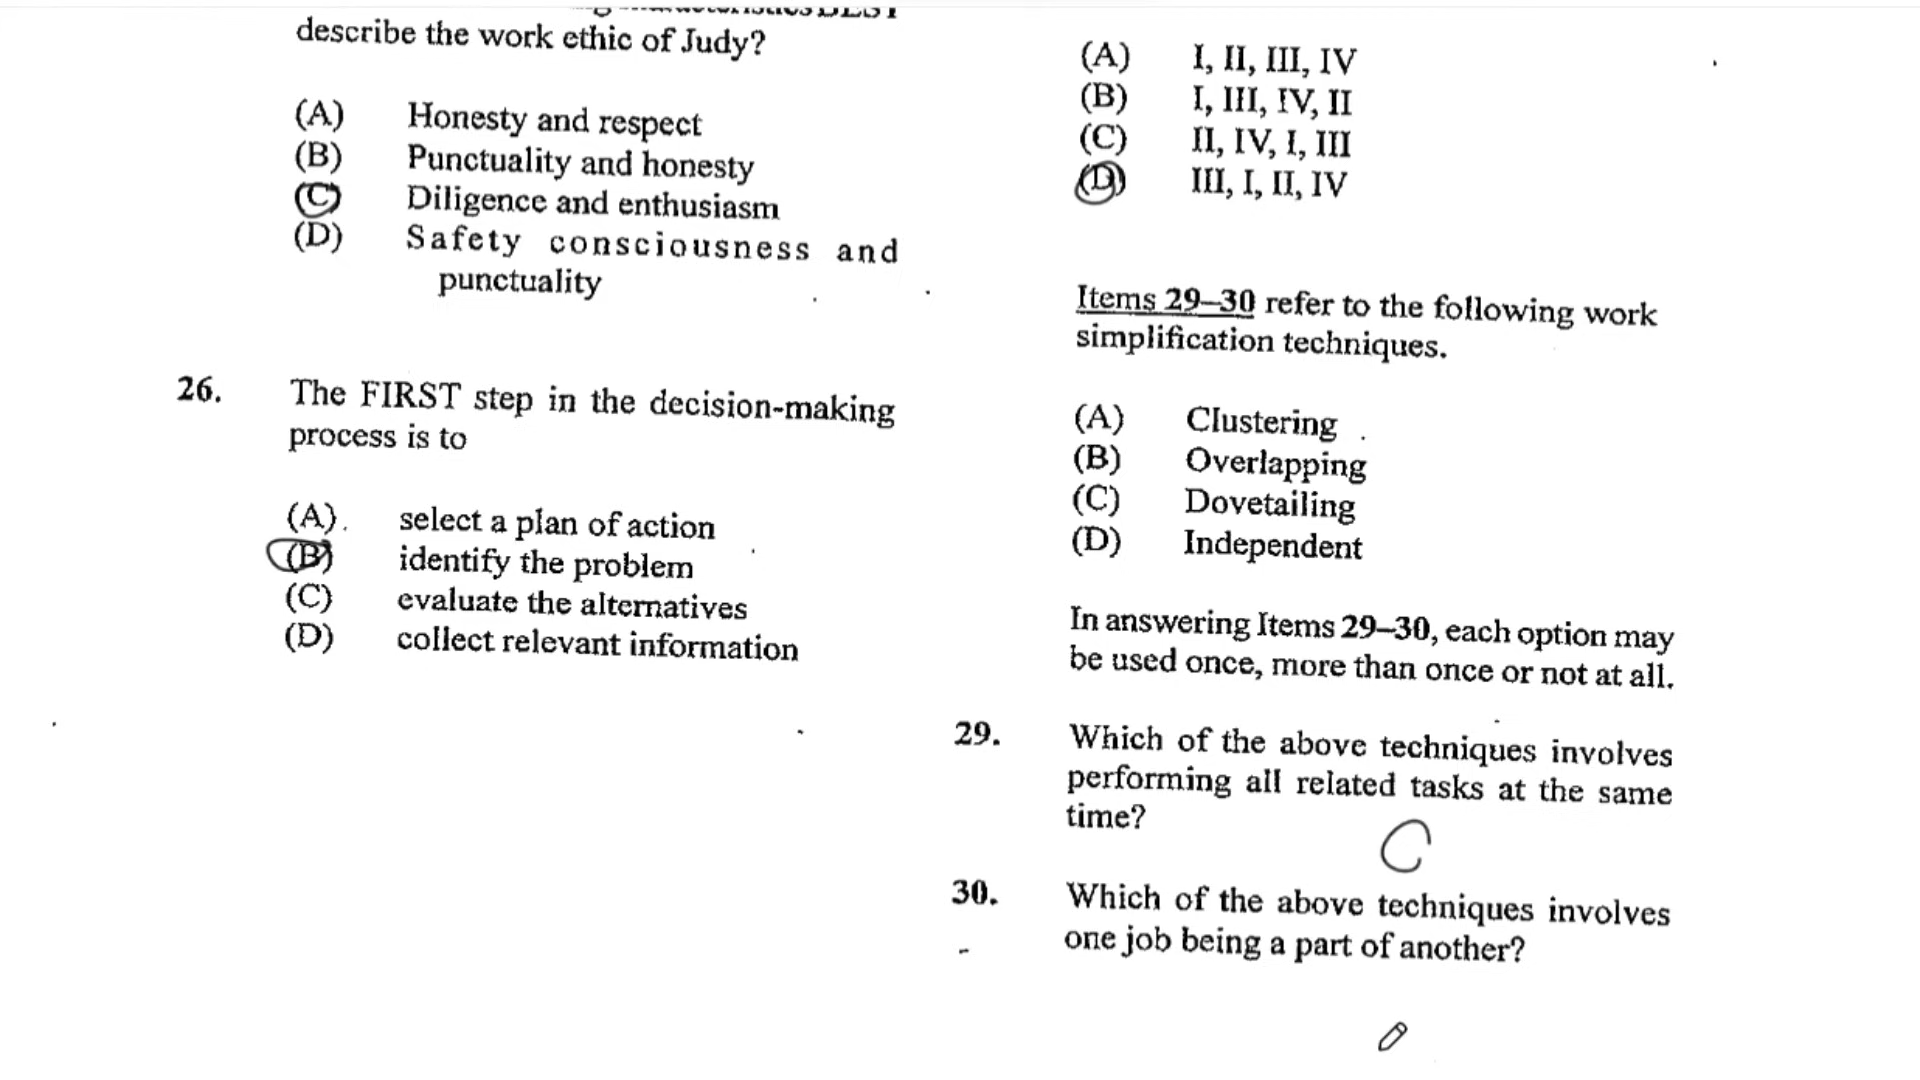 describe the work ethic of Judy?
(A) Honesty and respect
(B) Punctuality and honesty
(C) Diligence and enthusiasm
(D) Safety consciousness and
punctuality
26. The FIRST step in the decision-making
process is to
(A) select a plan of action
(B) identify the problem
(C) evaluate the alternatives
(D) collect relevant information
(A) I, II, III, IV
(B) I, III, IV, II
(C) II, IV, I, III
(D) III, I, II, IV
Items 29–30 refer to the following work
simplification techniques.
(A) Clustering
(B) Overlapping
(C) Dovetailing
(D) Independent
In answering Items 29–30, each option may
be used once, more than once or not at all.
29. Which of the above techniques involves
performing all related tasks at the same
time?
C
30. Which of the above techniques involves
one job being a part of another?